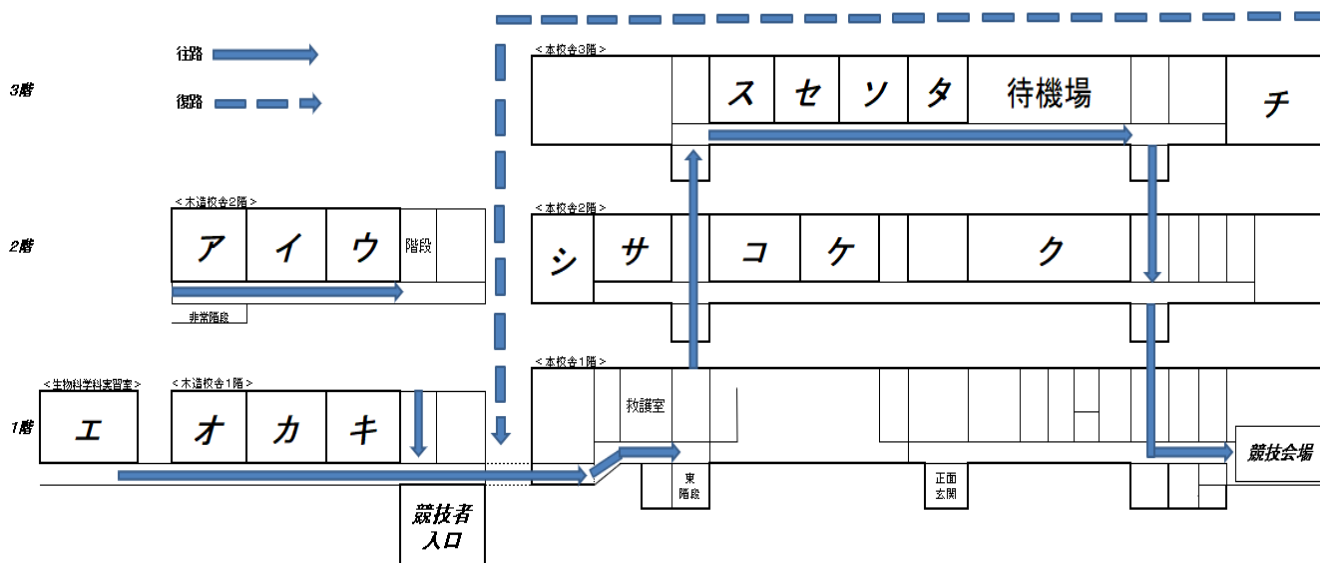 往路
復路
3階
<本校舎3階>
ス
セ
ソ
タ
待機場
チ
2階
<木造校舎2階>
ア
イ
ウ
階段
非常階段
<本校舎2階>
シ
サ
コ
ケ
ク
1階
<生物科学科実習室>
エ
<木造校舎1階>
オ
カ
キ
競技者
入口
<本校舎1階>
救護室
東
階段
正面
玄関
競技会場